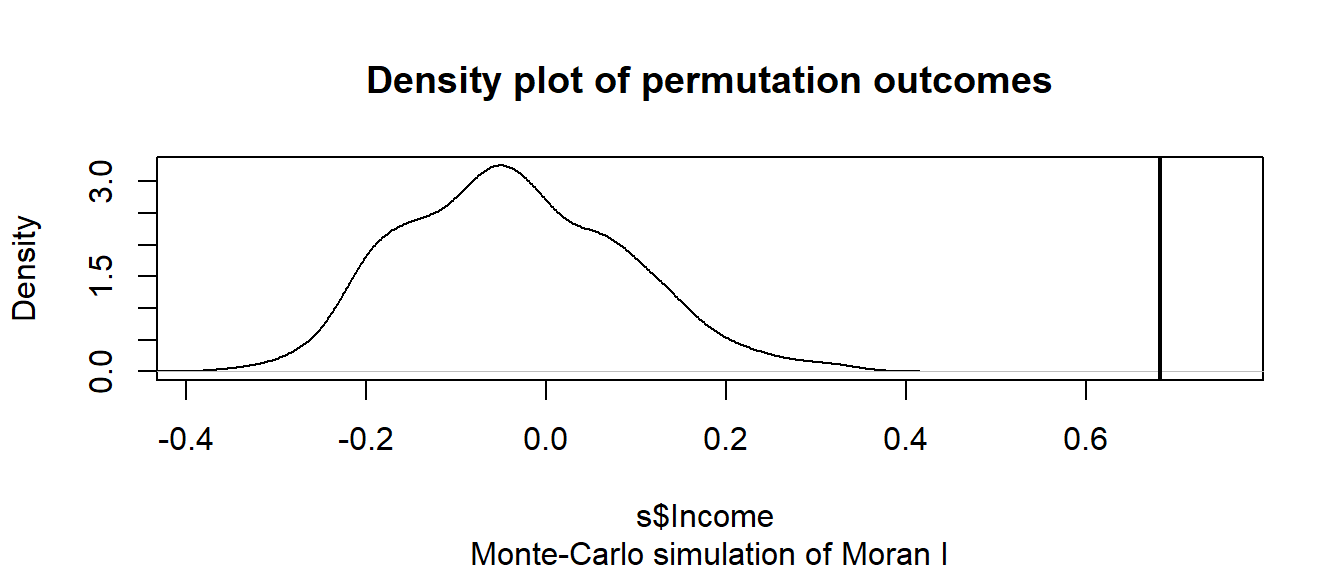 Density plot of permutation outcomes
Density
3.0
1.5
0.0
-0.4 -0.2 0.0 0.2 0.4 0.6
s$Income
Monte-Carlo simulation of Moran I